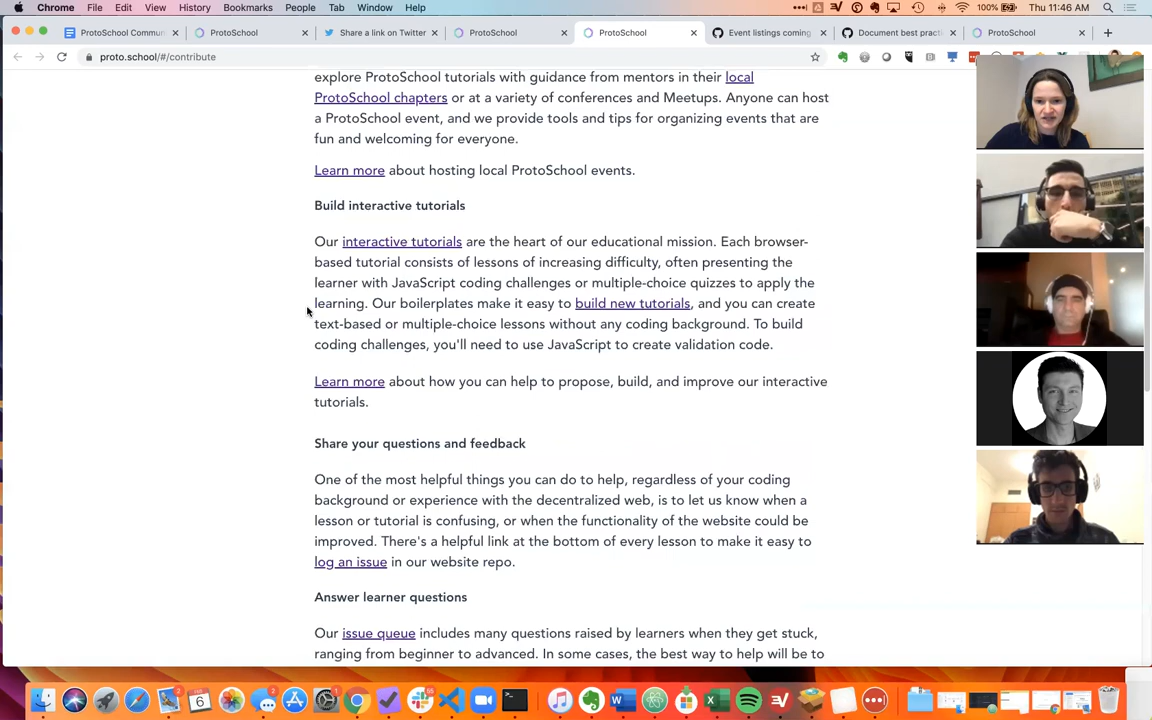 Chrome File Edit View History Bookmarks People Tab Window Help 100% Thu 11:46 AM
ProtoSchool Commun
ProtoSchool
Share a link on Twitter
ProtoSchool
ProtoSchool
Event listings coming
Document best practi
ProtoSchool
proto.school/#/contribute
explore ProtoSchool tutorials with guidance from mentors in their local
ProtoSchool chapters or at a variety of conferences and Meetups. Anyone can host
a ProtoSchool event, and we provide tools and tips for organizing events that are
fun and welcoming for everyone.
Learn more about hosting local ProtoSchool events.
Build interactive tutorials
Our interactive tutorials are the heart of our educational mission. Each browser-
based tutorial consists of lessons of increasing difficulty, often presenting the
learner with JavaScript coding challenges or multiple-choice quizzes to apply the
learning. Our boilerplates make it easy to build new tutorials, and you can create
text-based or multiple-choice lessons without any coding background. To build
coding challenges, you'll need to use JavaScript to create validation code.
Learn more about how you can help to propose, build, and improve our interactive
tutorials.
Share your questions and feedback
One of the most helpful things you can do to help, regardless of your coding
background or experience with the decentralized web, is to let us know when a
lesson or tutorial is confusing, or when the functionality of the website could be
improved. There's a helpful link at the bottom of every lesson to make it easy to
log an issue in our website repo.
Answer learner questions
Our issue queue includes many questions raised by learners when they get stuck,
ranging from beginner to advanced. In some cases, the best way to help will be to